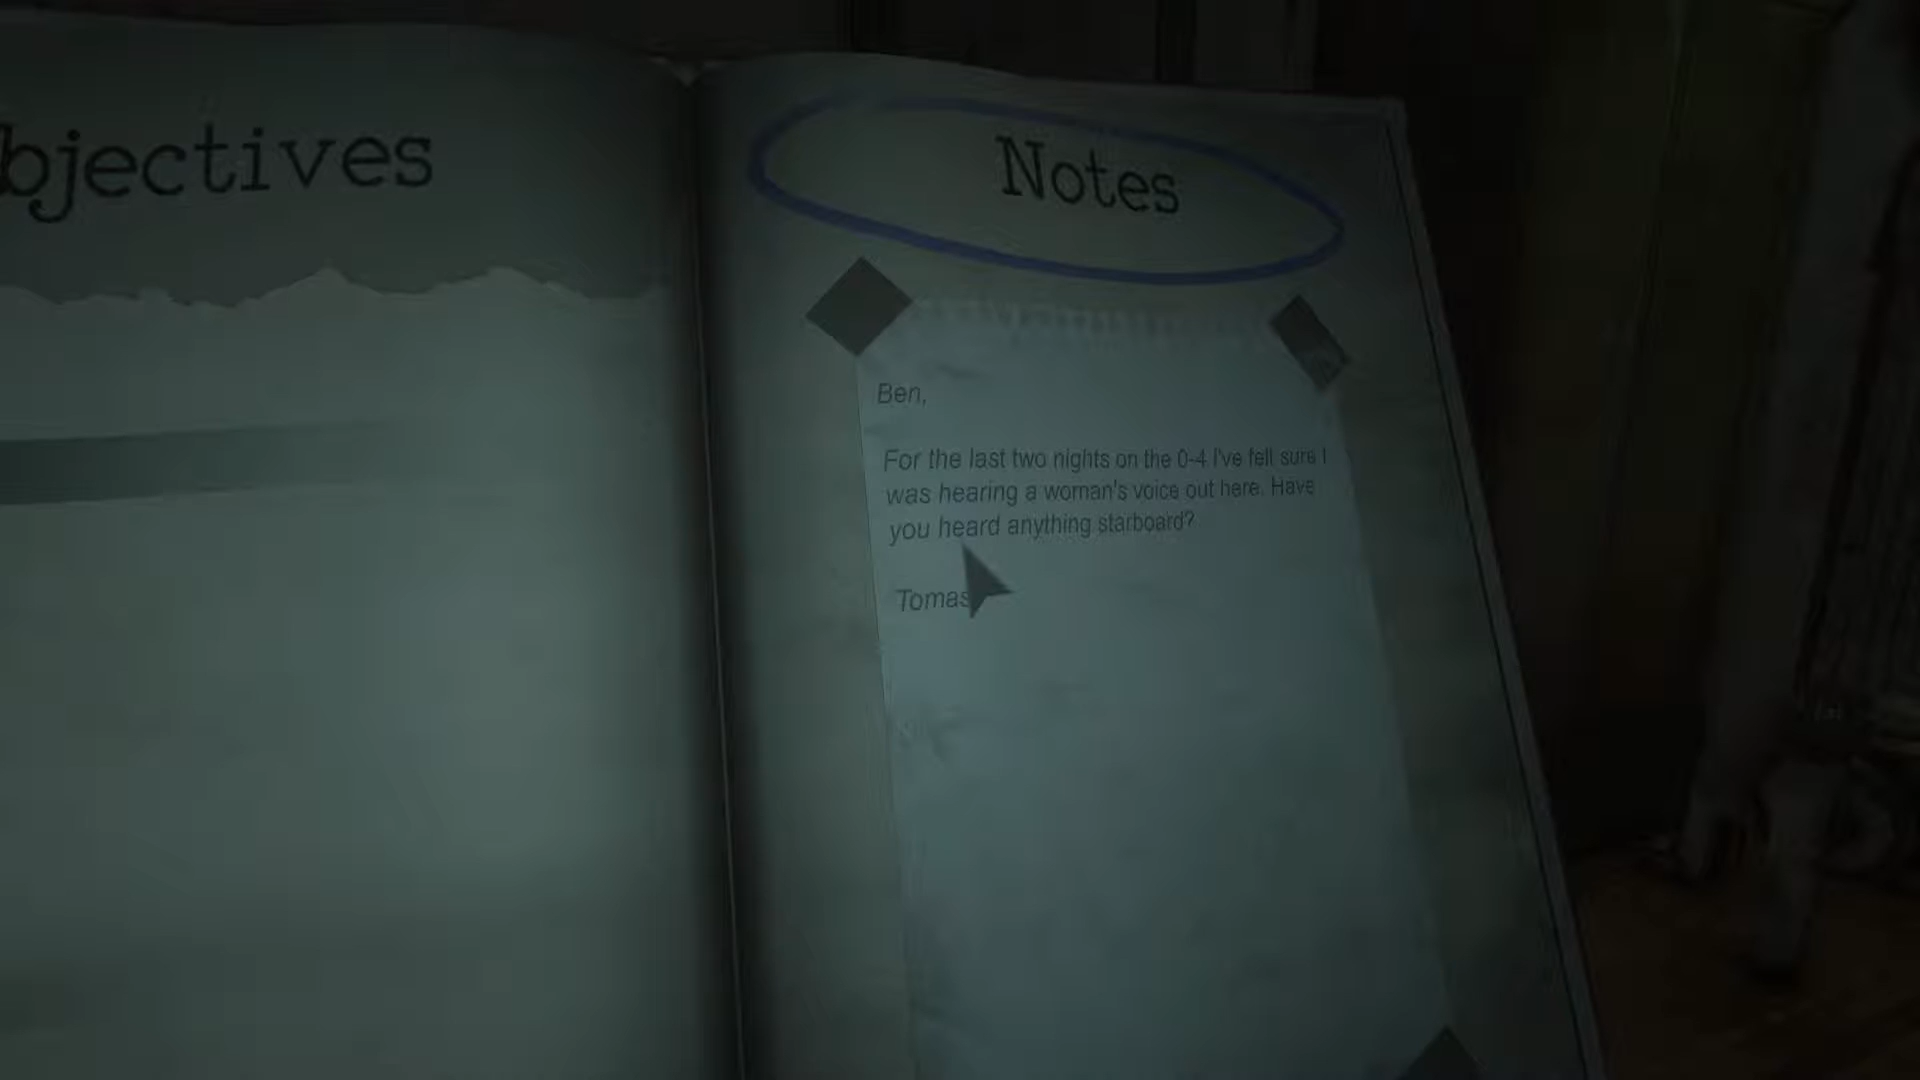 bjectives
Notes
Ben,
For the last two nights on the 0-4 I've fell sure I
was hearing a woman's voice out here. Have
you heard anything starboard?
Tomas